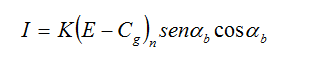 I = K(E − C_g)_n senα_b cosα_b